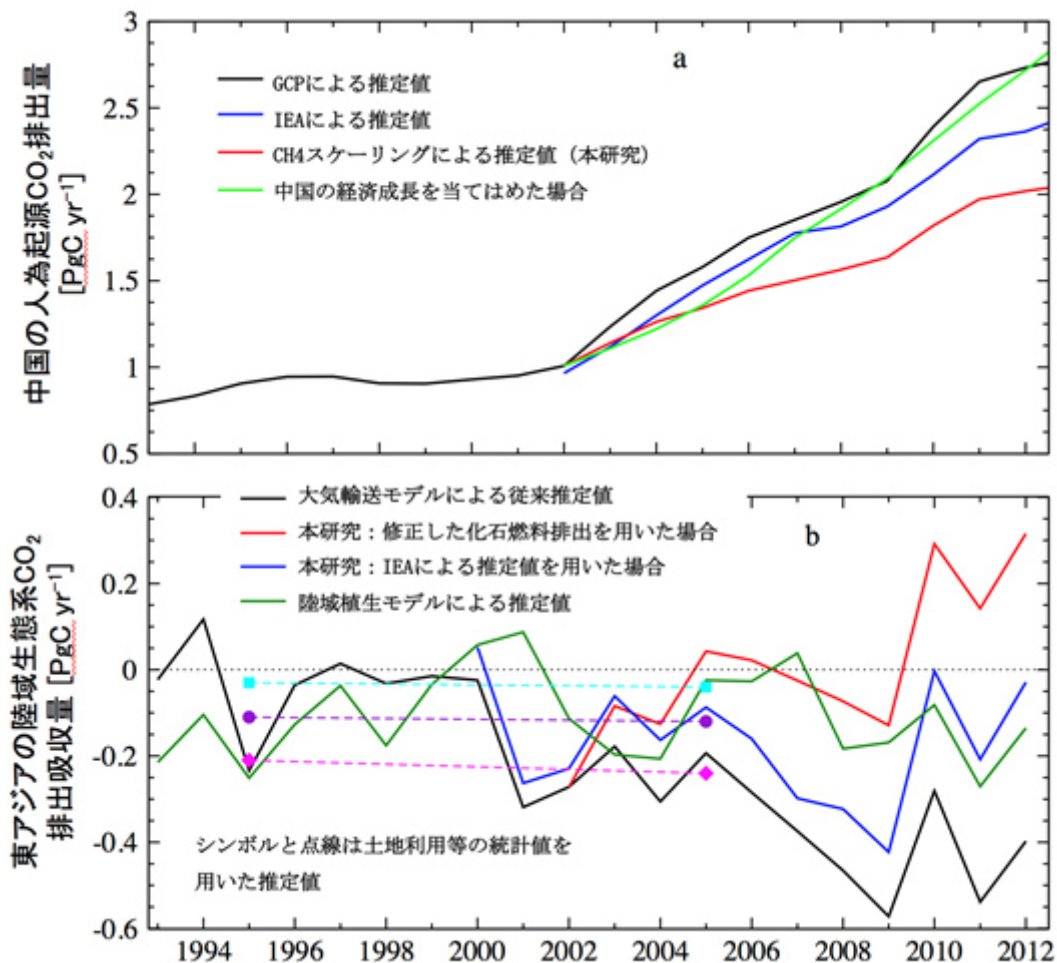 3
2.5
2
1.5
1
0.5
中国の人為起源CO₂排出量
[PgC yr⁻¹]
a
GCPによる推定値
IEAによる推定値
CH4スケーリングによる推定値（本研究）
中国の経済成長を当てはめた場合
0.4
0.2
0
-0.2
-0.4
-0.6
東アジアの陸域生態系CO₂
排出吸収量 [PgC yr⁻¹]
b
大気輸送モデルによる従来推定値
本研究：修正した化石燃料排出を用いた場合
本研究：IEAによる推定値を用いた場合
陸域植生モデルによる推定値
シンボルと点線は土地利用等の統計値を
用いた推定値
1994 1996 1998 2000 2002 2004 2006 2008 2010 2012